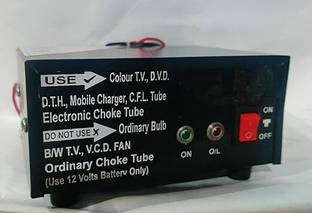 USE Colour T.V., D.V.D.
D.T.H., Mobile Charger, C.F.L. Tube
Electronic Choke Tube
DO NOT USE X Ordinary Bulb
B/W T.V., V.C.D. FAN
Ordinary Choke Tube
(Use 12 Volts Battery Only)
ON
O/L
ON
OFF